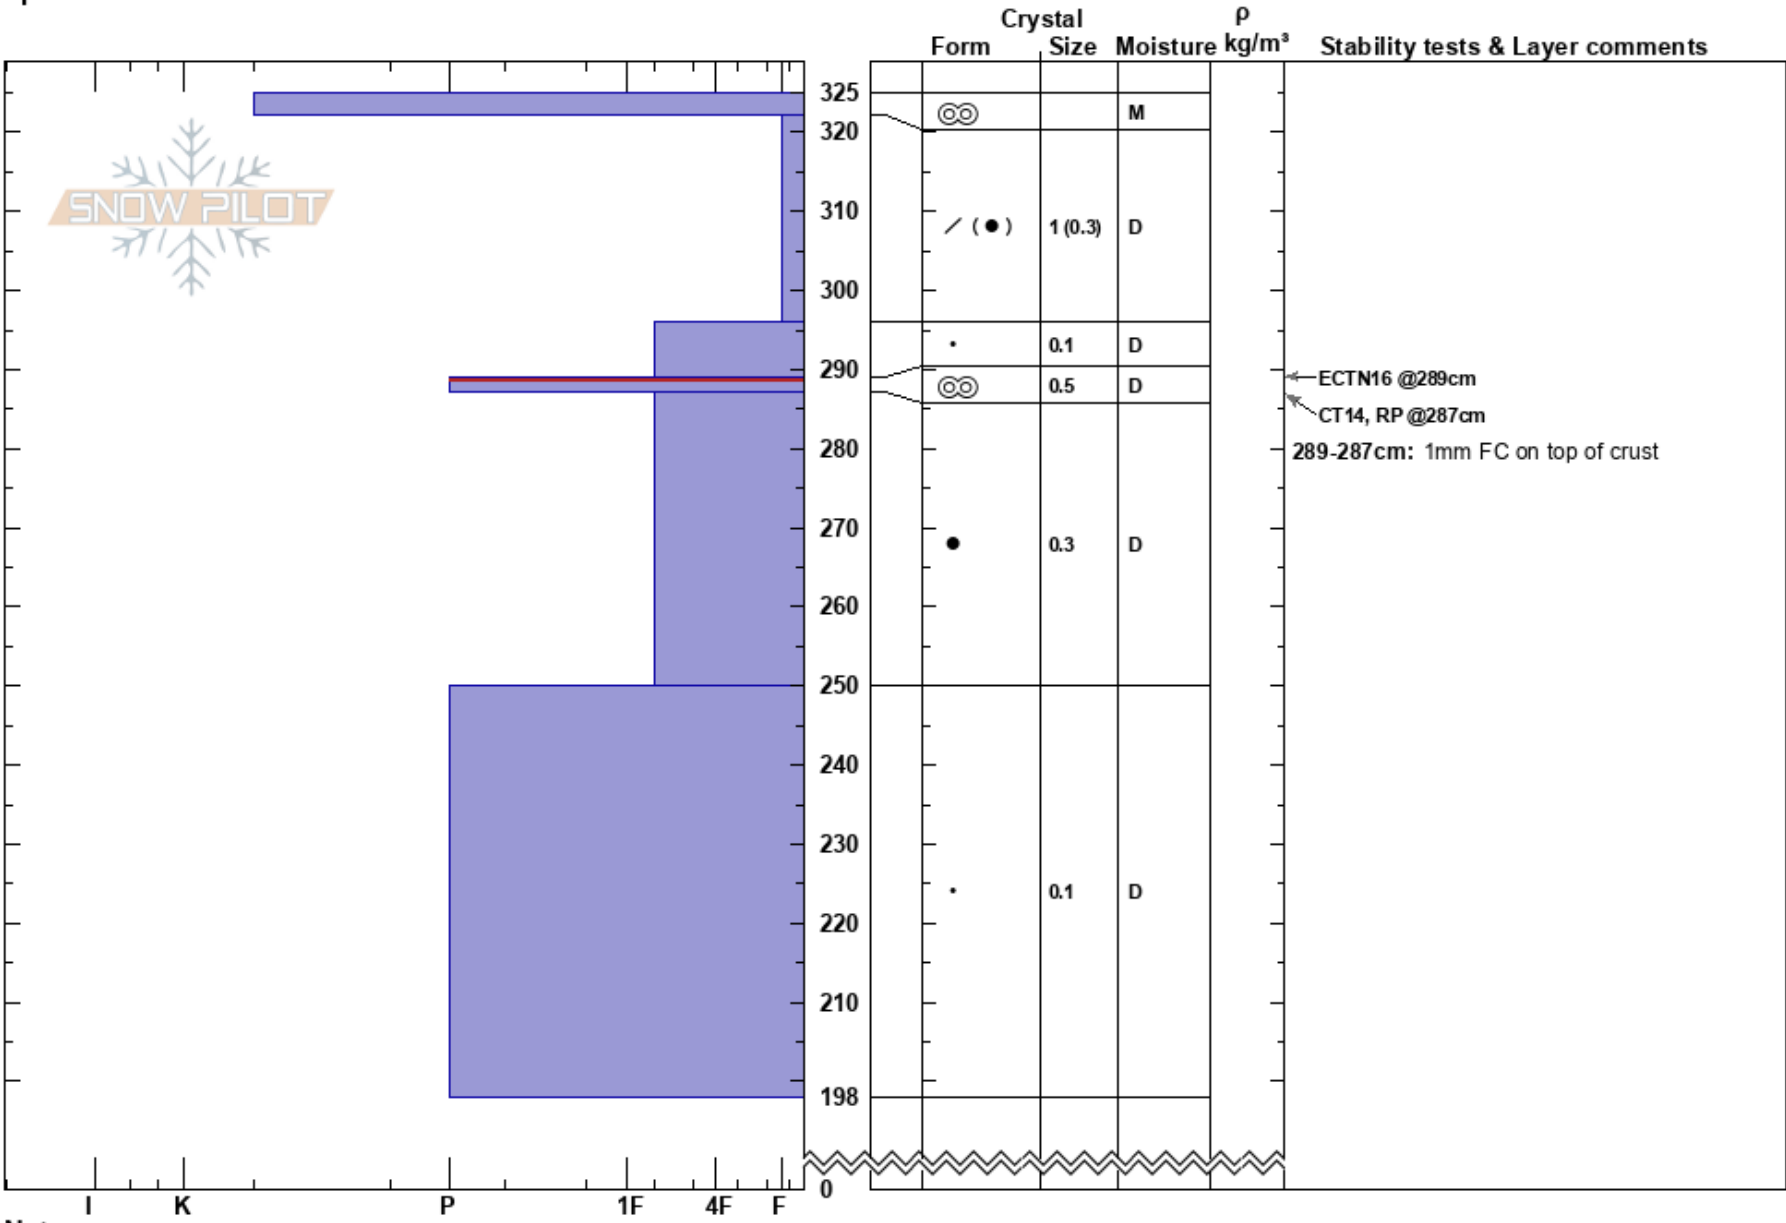 Crystal ρ
Form Size Moisture kg/m³ Stability tests & Layer comments
325
M
320
SNOW PILOT
310
( ● ) 1 (0.3) D
300
0.1 D
290
0.5 D
ECTN16 @289cm
CT14, RP @287cm
280
289-287cm: 1mm FC on top of crust
270
0.3 D
260
250
240
230
0.1 D
220
210
198
0
I K P 1F 4F F